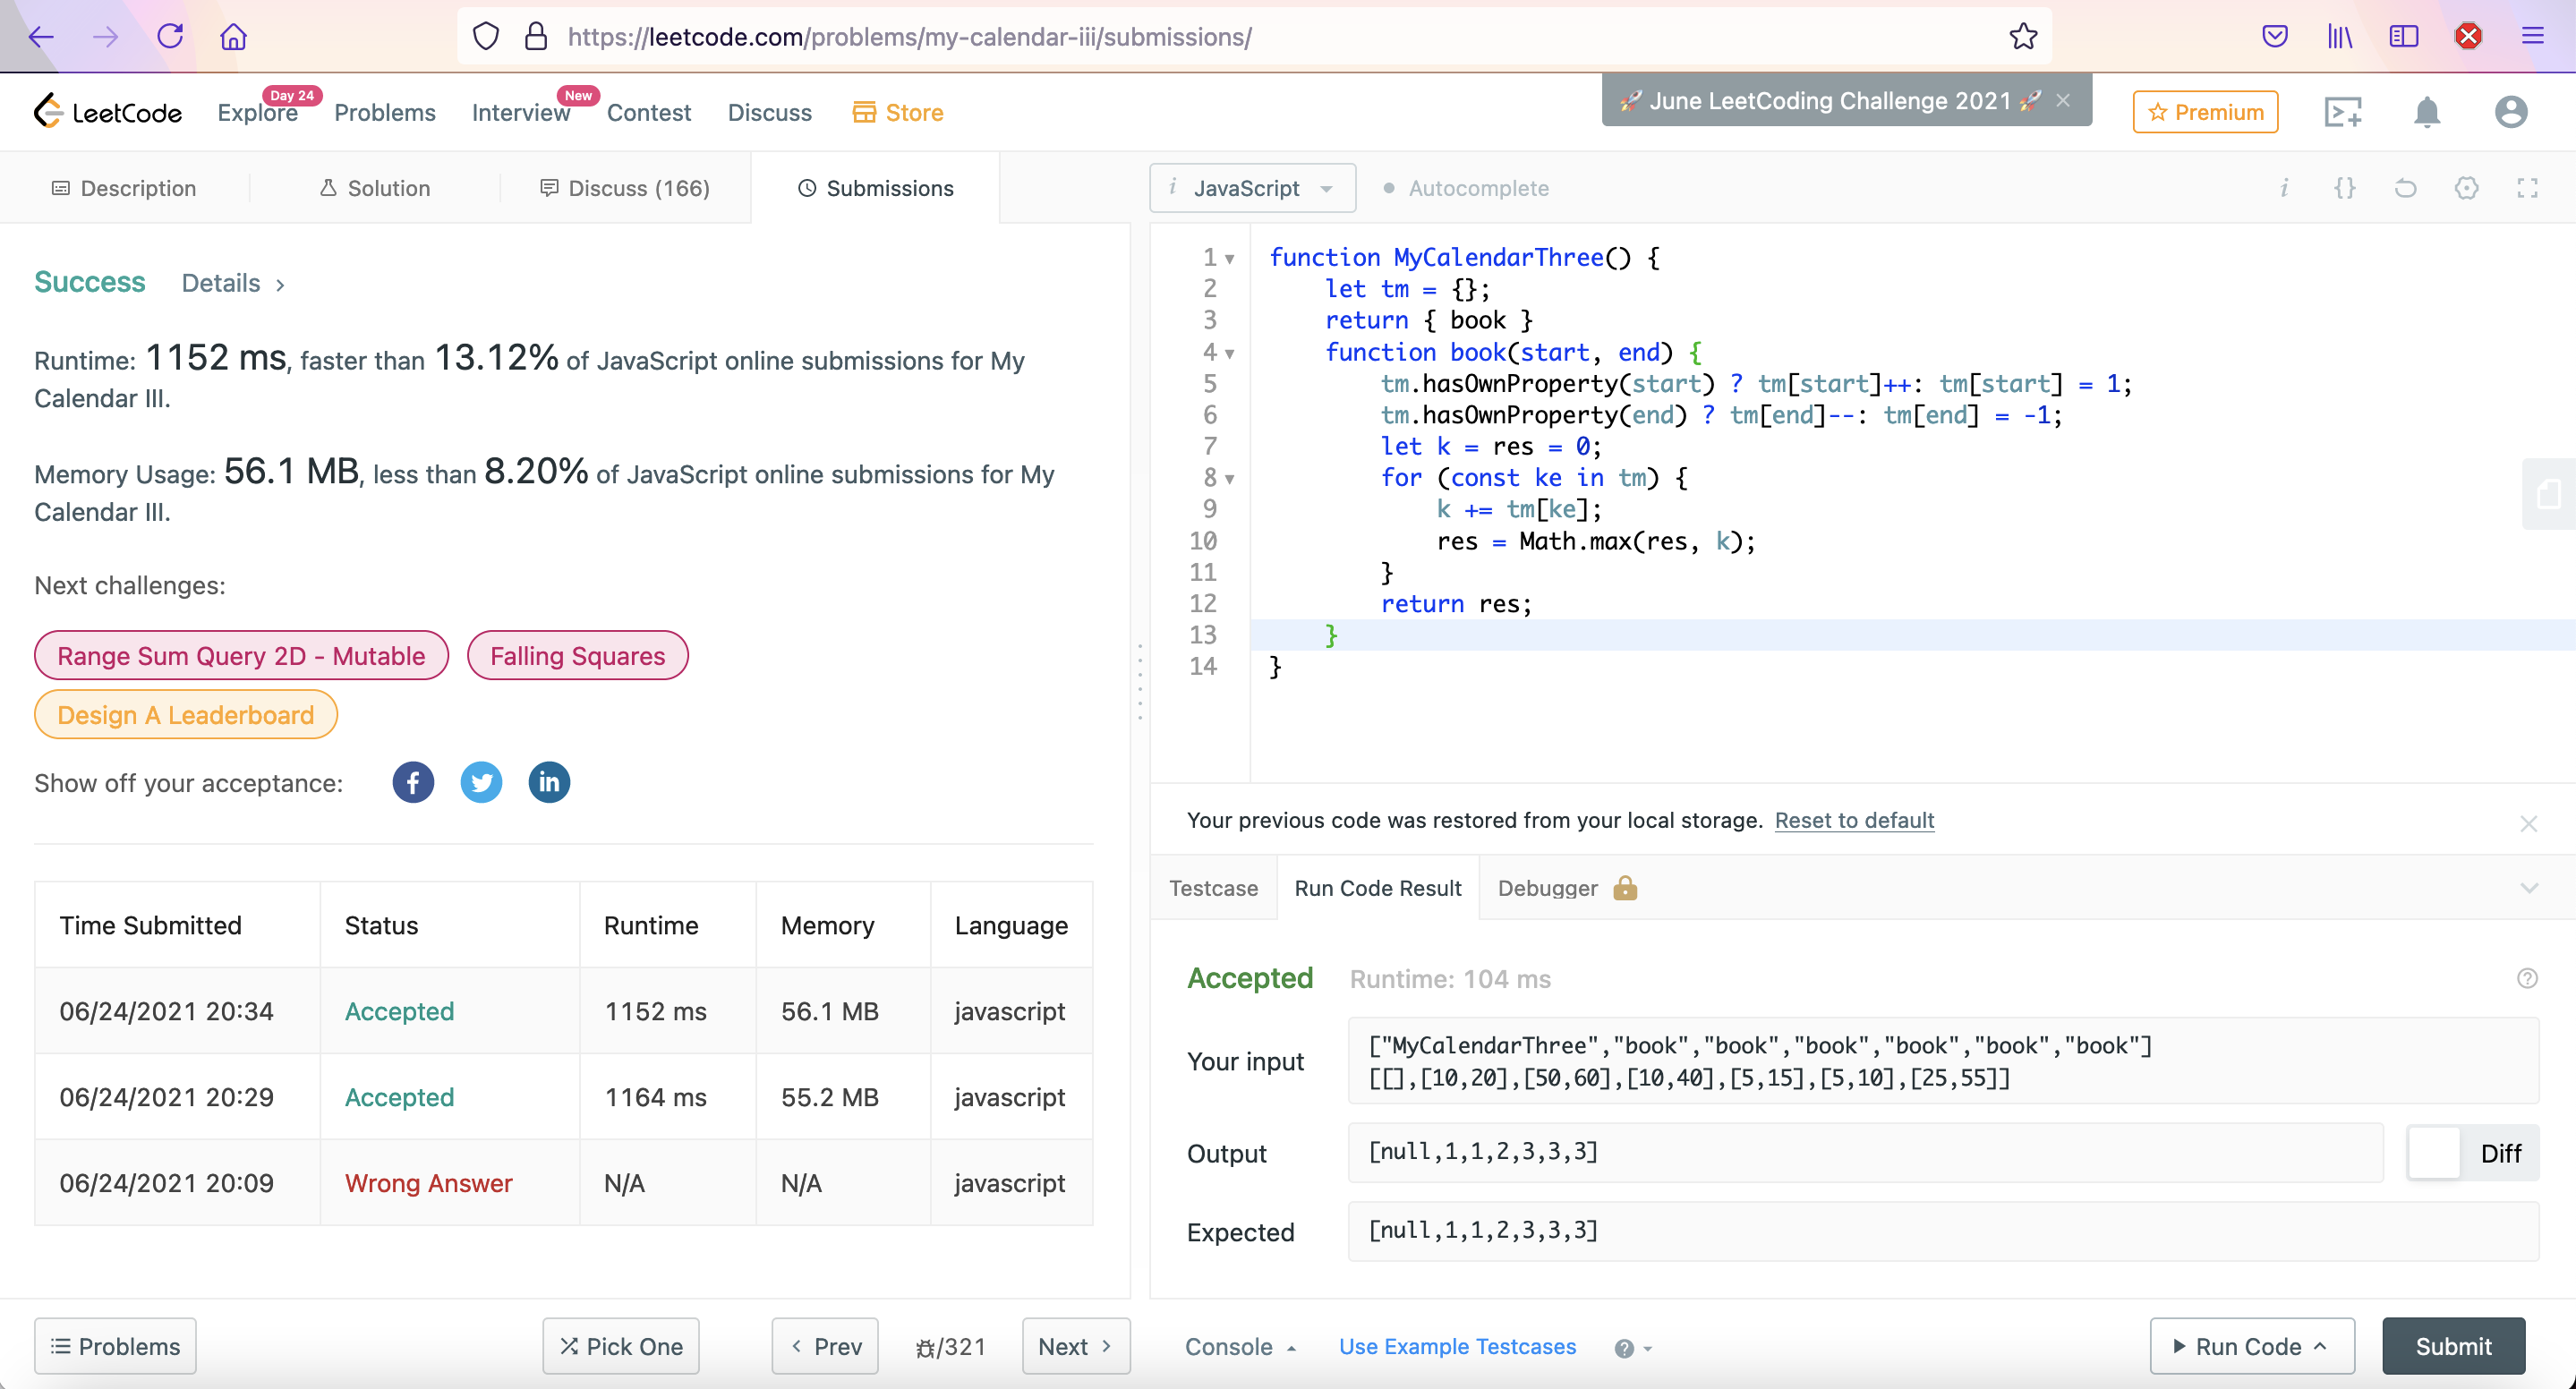 https://leetcode.com/problems/my-calendar-iii/submissions/
LeetCode
Explore
Day 24
Problems
Interview
New
Contest
Discuss
Store
🚀 June LeetCoding Challenge 2021 🚀
Premium
Description
Solution
Discuss (166)
Submissions
Success
Details
Runtime: 1152 ms, faster than 13.12% of JavaScript online submissions for My
Calendar III.
Memory Usage: 56.1 MB, less than 8.20% of JavaScript online submissions for My
Calendar III.
Next challenges:
Range Sum Query 2D - Mutable
Falling Squares
Design A Leaderboard
Show off your acceptance:
Time Submitted Status Runtime Memory Language
06/24/2021 20:34 Accepted 1152 ms 56.1 MB javascript
06/24/2021 20:29 Accepted 1164 ms 55.2 MB javascript
06/24/2021 20:09 Wrong Answer N/A N/A javascript
Problems
Pick One
Prev
/321
Next
i JavaScript
Autocomplete
i {}
1 function MyCalendarThree() {
2 let tm = {};
3 return { book }
4 function book(start, end) {
5 tm.hasOwnProperty(start) ? tm[start]++: tm[start] = 1;
6 tm.hasOwnProperty(end) ? tm[end]--: tm[end] = -1;
7 let k = res = 0;
8 for (const ke in tm) {
9 k += tm[ke];
10 res = Math.max(res, k);
11 }
12 return res;
13 }
14 }
Your previous code was restored from your local storage. Reset to default
Testcase
Run Code Result
Debugger
Accepted Runtime: 104 ms
Your input
["MyCalendarThree","book","book","book","book","book","book"]
[[],[10,20],[50,60],[10,40],[5,15],[5,10],[25,55]]
Output
[null,1,1,2,3,3,3]
Diff
Expected
[null,1,1,2,3,3,3]
Console
Use Example Testcases
Run Code
Submit